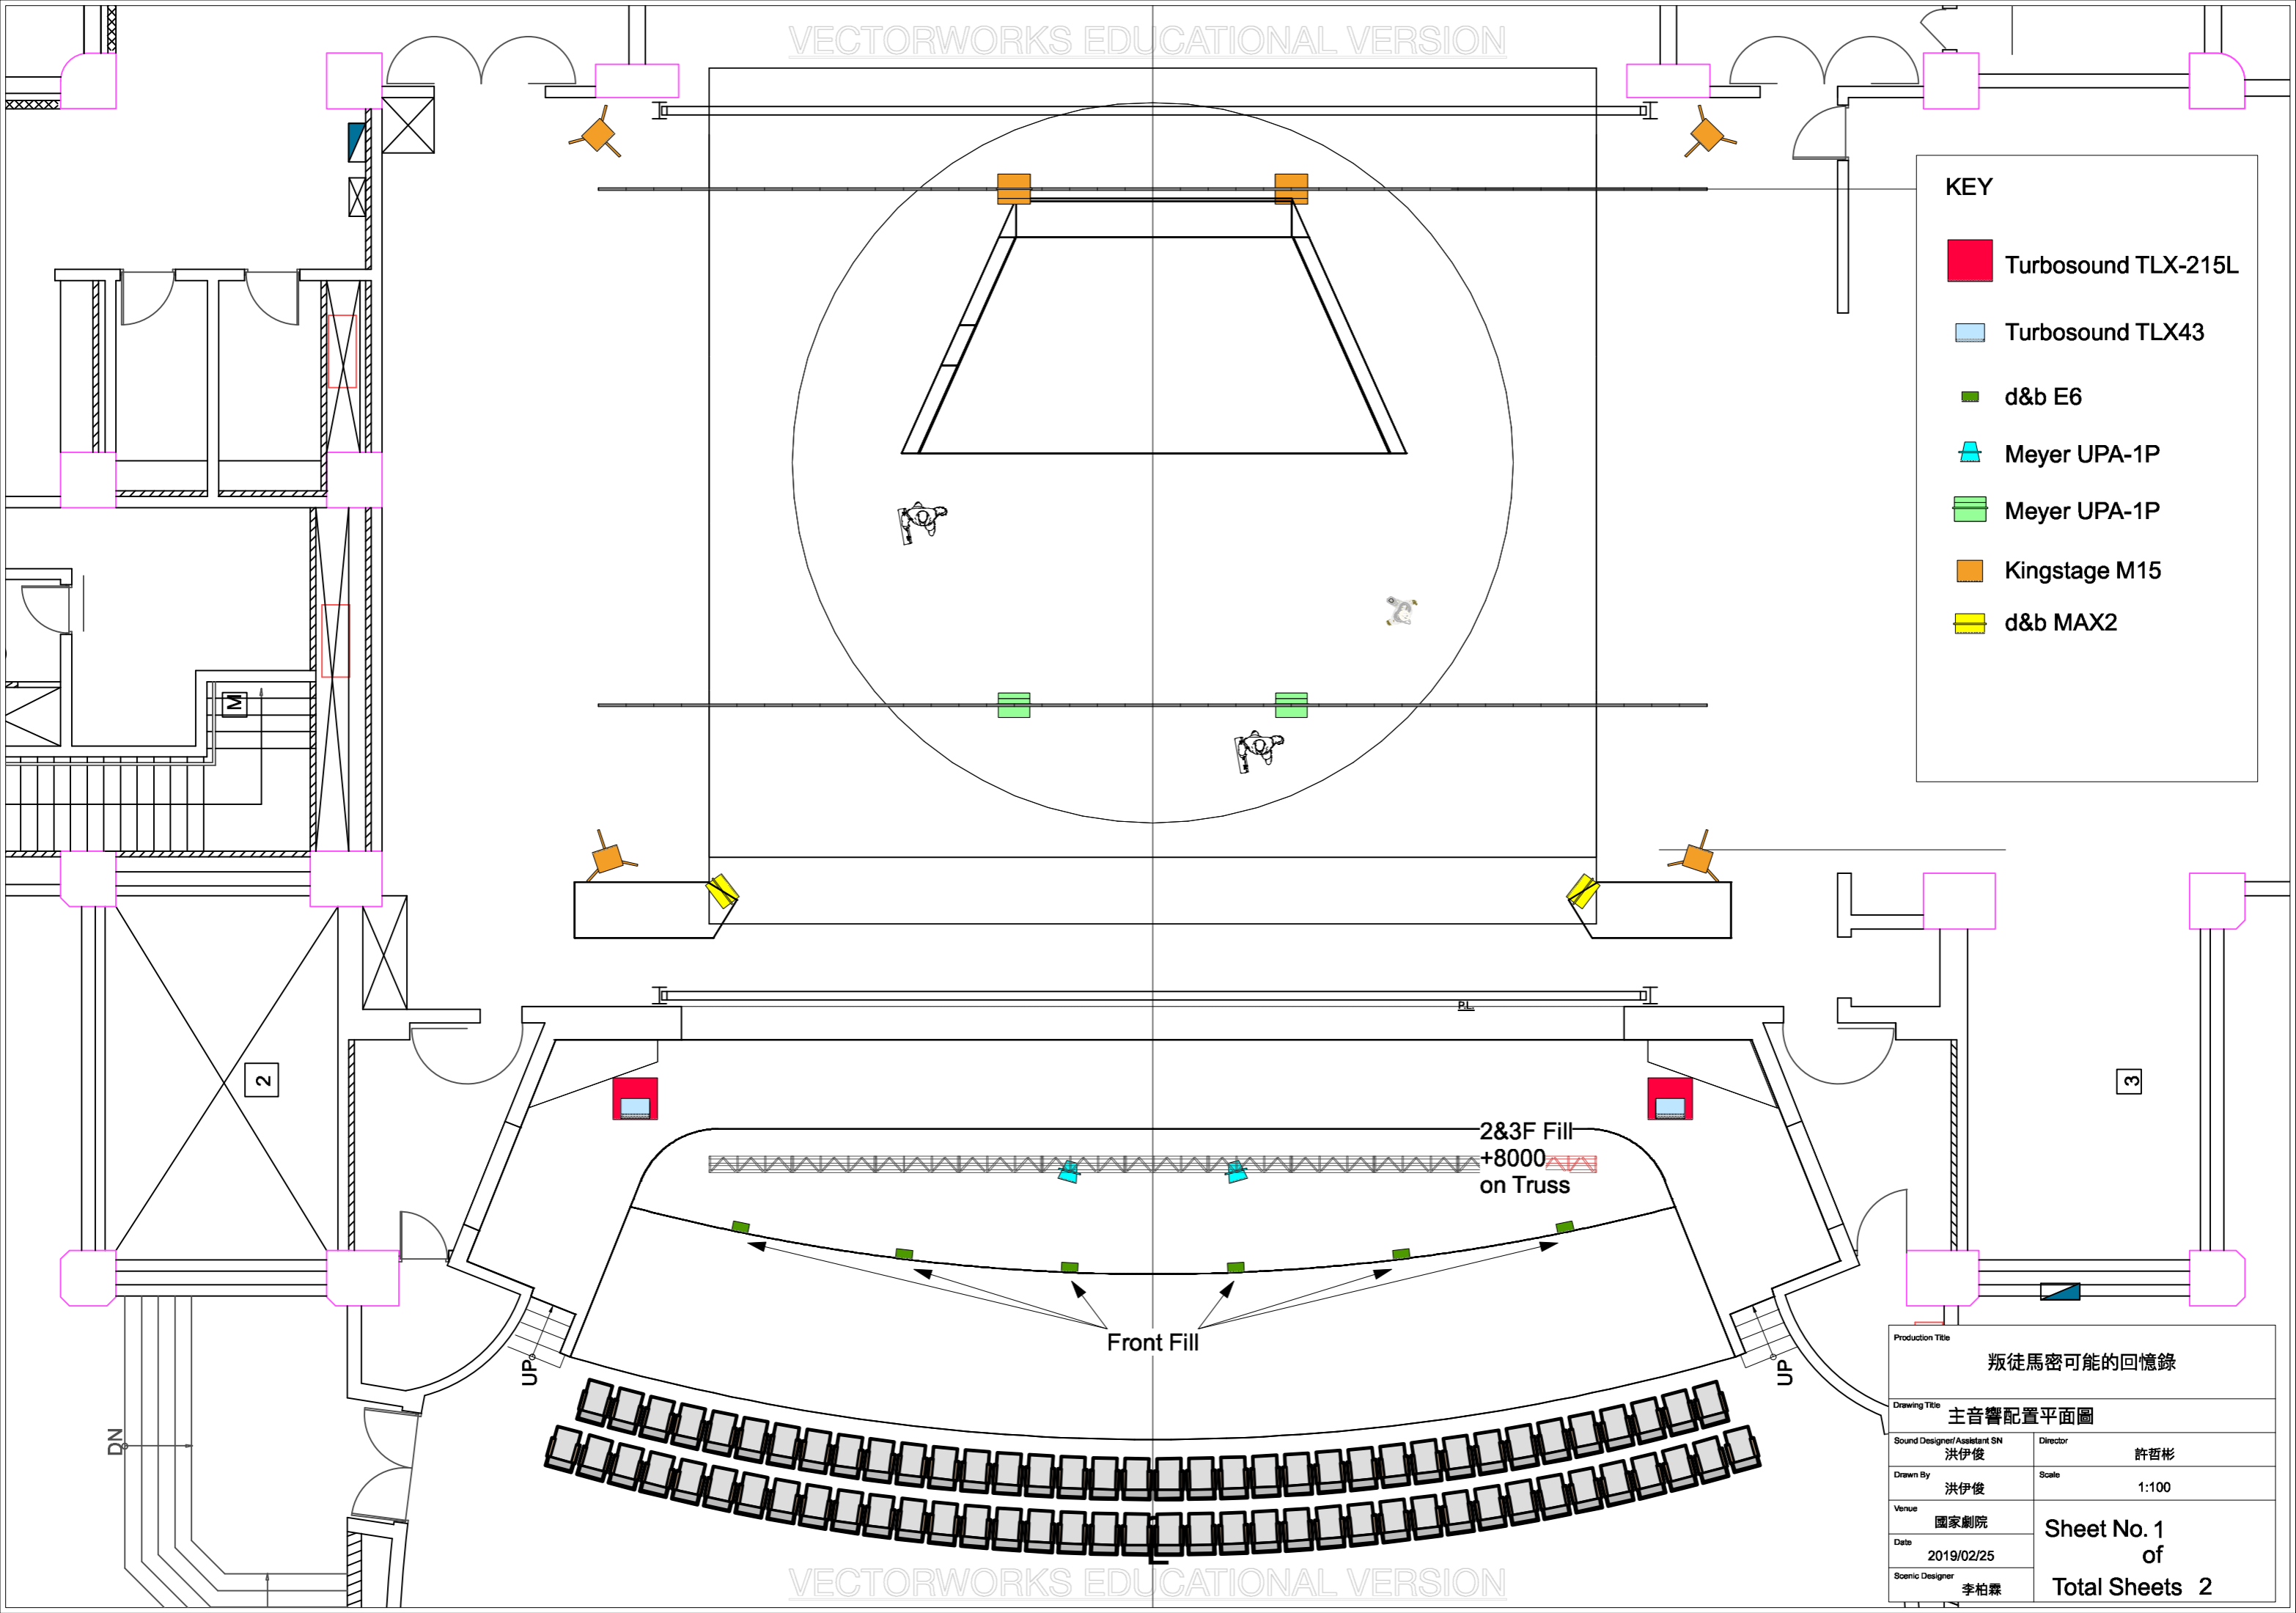 VECTORWORKS EDUCATIONAL VERSION
KEY
Turbosound TLX-215L
Turbosound TLX43
d&b E6
Meyer UPA-1P
Meyer UPA-1P
Kingstage M15
d&b MAX2
M
P.L.
2
3
2&3F Fill
+8000
on Truss
Front Fill
UP
UP
DN
Production Title
叛徒馬密可能的回憶錄
Drawing Title
主音響配置平面圖
Sound Designer/Assistant SN
洪伊俊
Director
許哲彬
Drawn By
洪伊俊
Scale
1:100
Venue
國家劇院
Date
2019/02/25
Scenic Designer
李柏霖
Sheet No. 1
of
Total Sheets 2
VECTORWORKS EDUCATIONAL VERSION